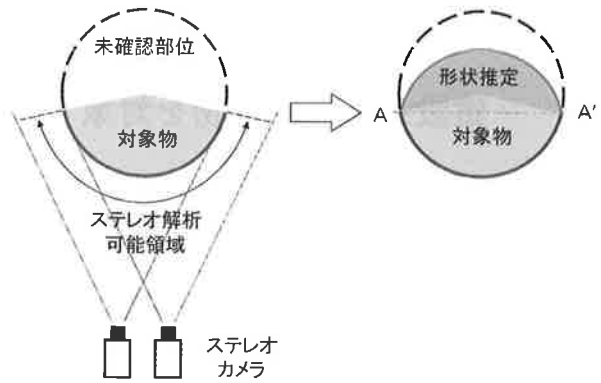 未確認部位
対象物
ステレオ解析
可能領域
ステレオ
カメラ
形状推定
A
A'
対象物